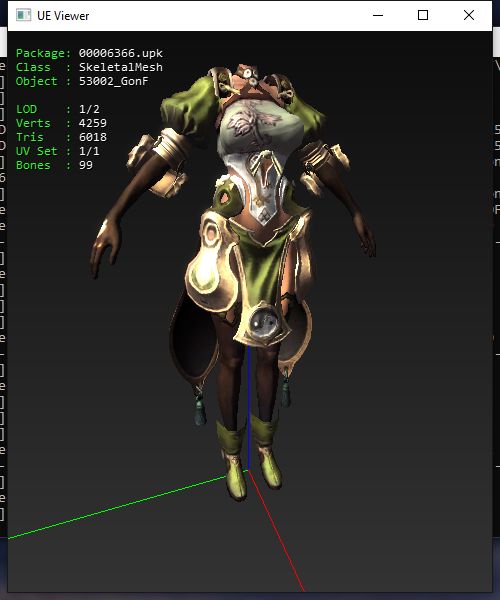 UE Viewer
Package: 00006366.upk
Class : SkeletalMesh
Object : 53002_GonF
LOD : 1/2
Verts : 4259
Tris : 6018
UV Set : 1/1
Bones : 99